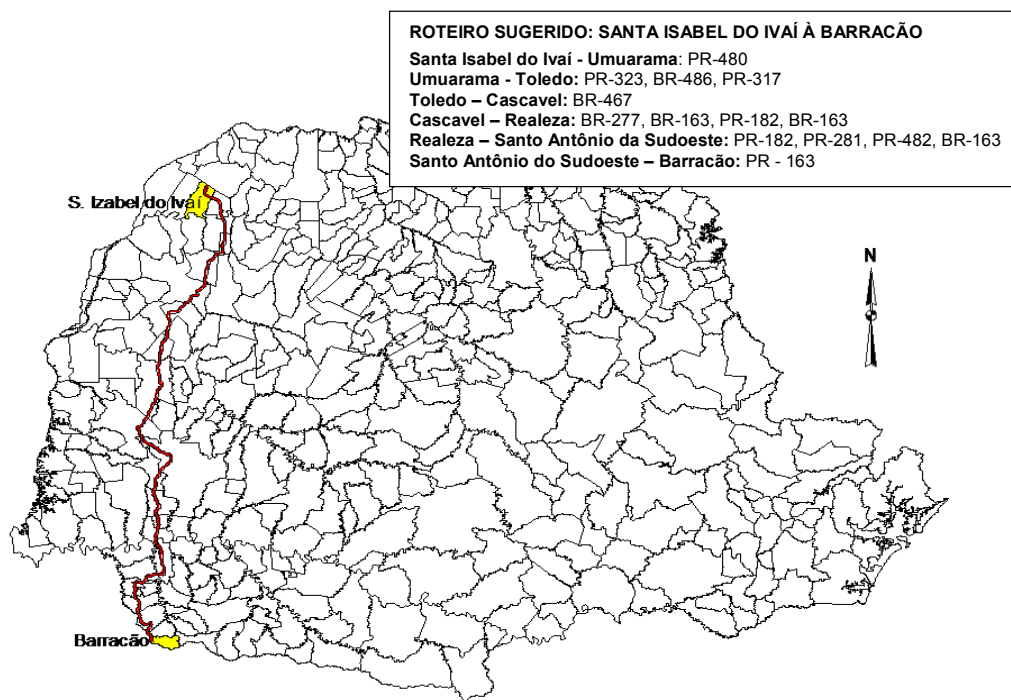 ROTEIRO SUGERIDO: SANTA ISABEL DO IVAÍ À BARRACÃO
Santa Isabel do Ivaí - Umuarama: PR-480
Umuarama - Toledo: PR-323, BR-486, PR-317
Toledo – Cascavel: BR-467
Cascavel – Realeza: BR-277, BR-163, PR-182, BR-163
Realeza – Santo Antônio da Sudoeste: PR-182, PR-281, PR-482, BR-163
Santo Antônio do Sudoeste – Barracão: PR - 163
S. Izabel do Ivaí
N
Barracão